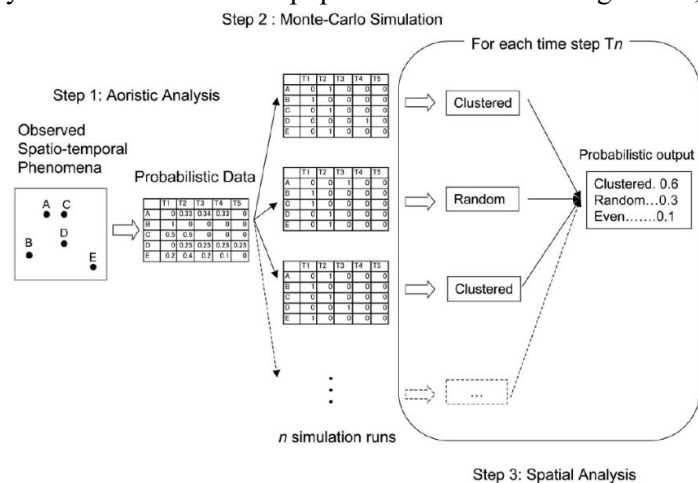 Step 2 : Monte-Carlo Simulation
For each time step Tn
Step 1: Aoristic Analysis
Observed
Spatio-temporal
Phenomena
A C
D
B
E
Probabilistic Data
T1 T2 T3 T4 T5
A 0 0.33 0.34 0.33 0
B 1 0 0 0 0
C 0.5 0.5 0 0 0
D 0 0.25 0.25 0.25 0.25
E 0.2 0.4 0.2 0.1 0
T1 T2 T3 T4 T5
A 0 1 0 0 0
B 1 0 0 0 0
C 0 1 0 0 0
D 0 0 0 1 0
E 0 1 0 0 0
Clustered
T1 T2 T3 T4 T5
A 0 0 1 0 0
B 1 0 0 0 0
C 1 0 0 0 0
D 0 1 0 0 0
E 0 1 0 0 0
Random
T1 T2 T3 T4 T5
A 0 1 0 0 0
B 1 0 0 0 0
C 0 1 0 0 0
D 0 0 1 0 0
E 1 0 0 0 0
Clustered
...
n simulation runs
Probabilistic output
Clustered. 0.6
Random...0.3
Even.......0.1
Step 3: Spatial Analysis